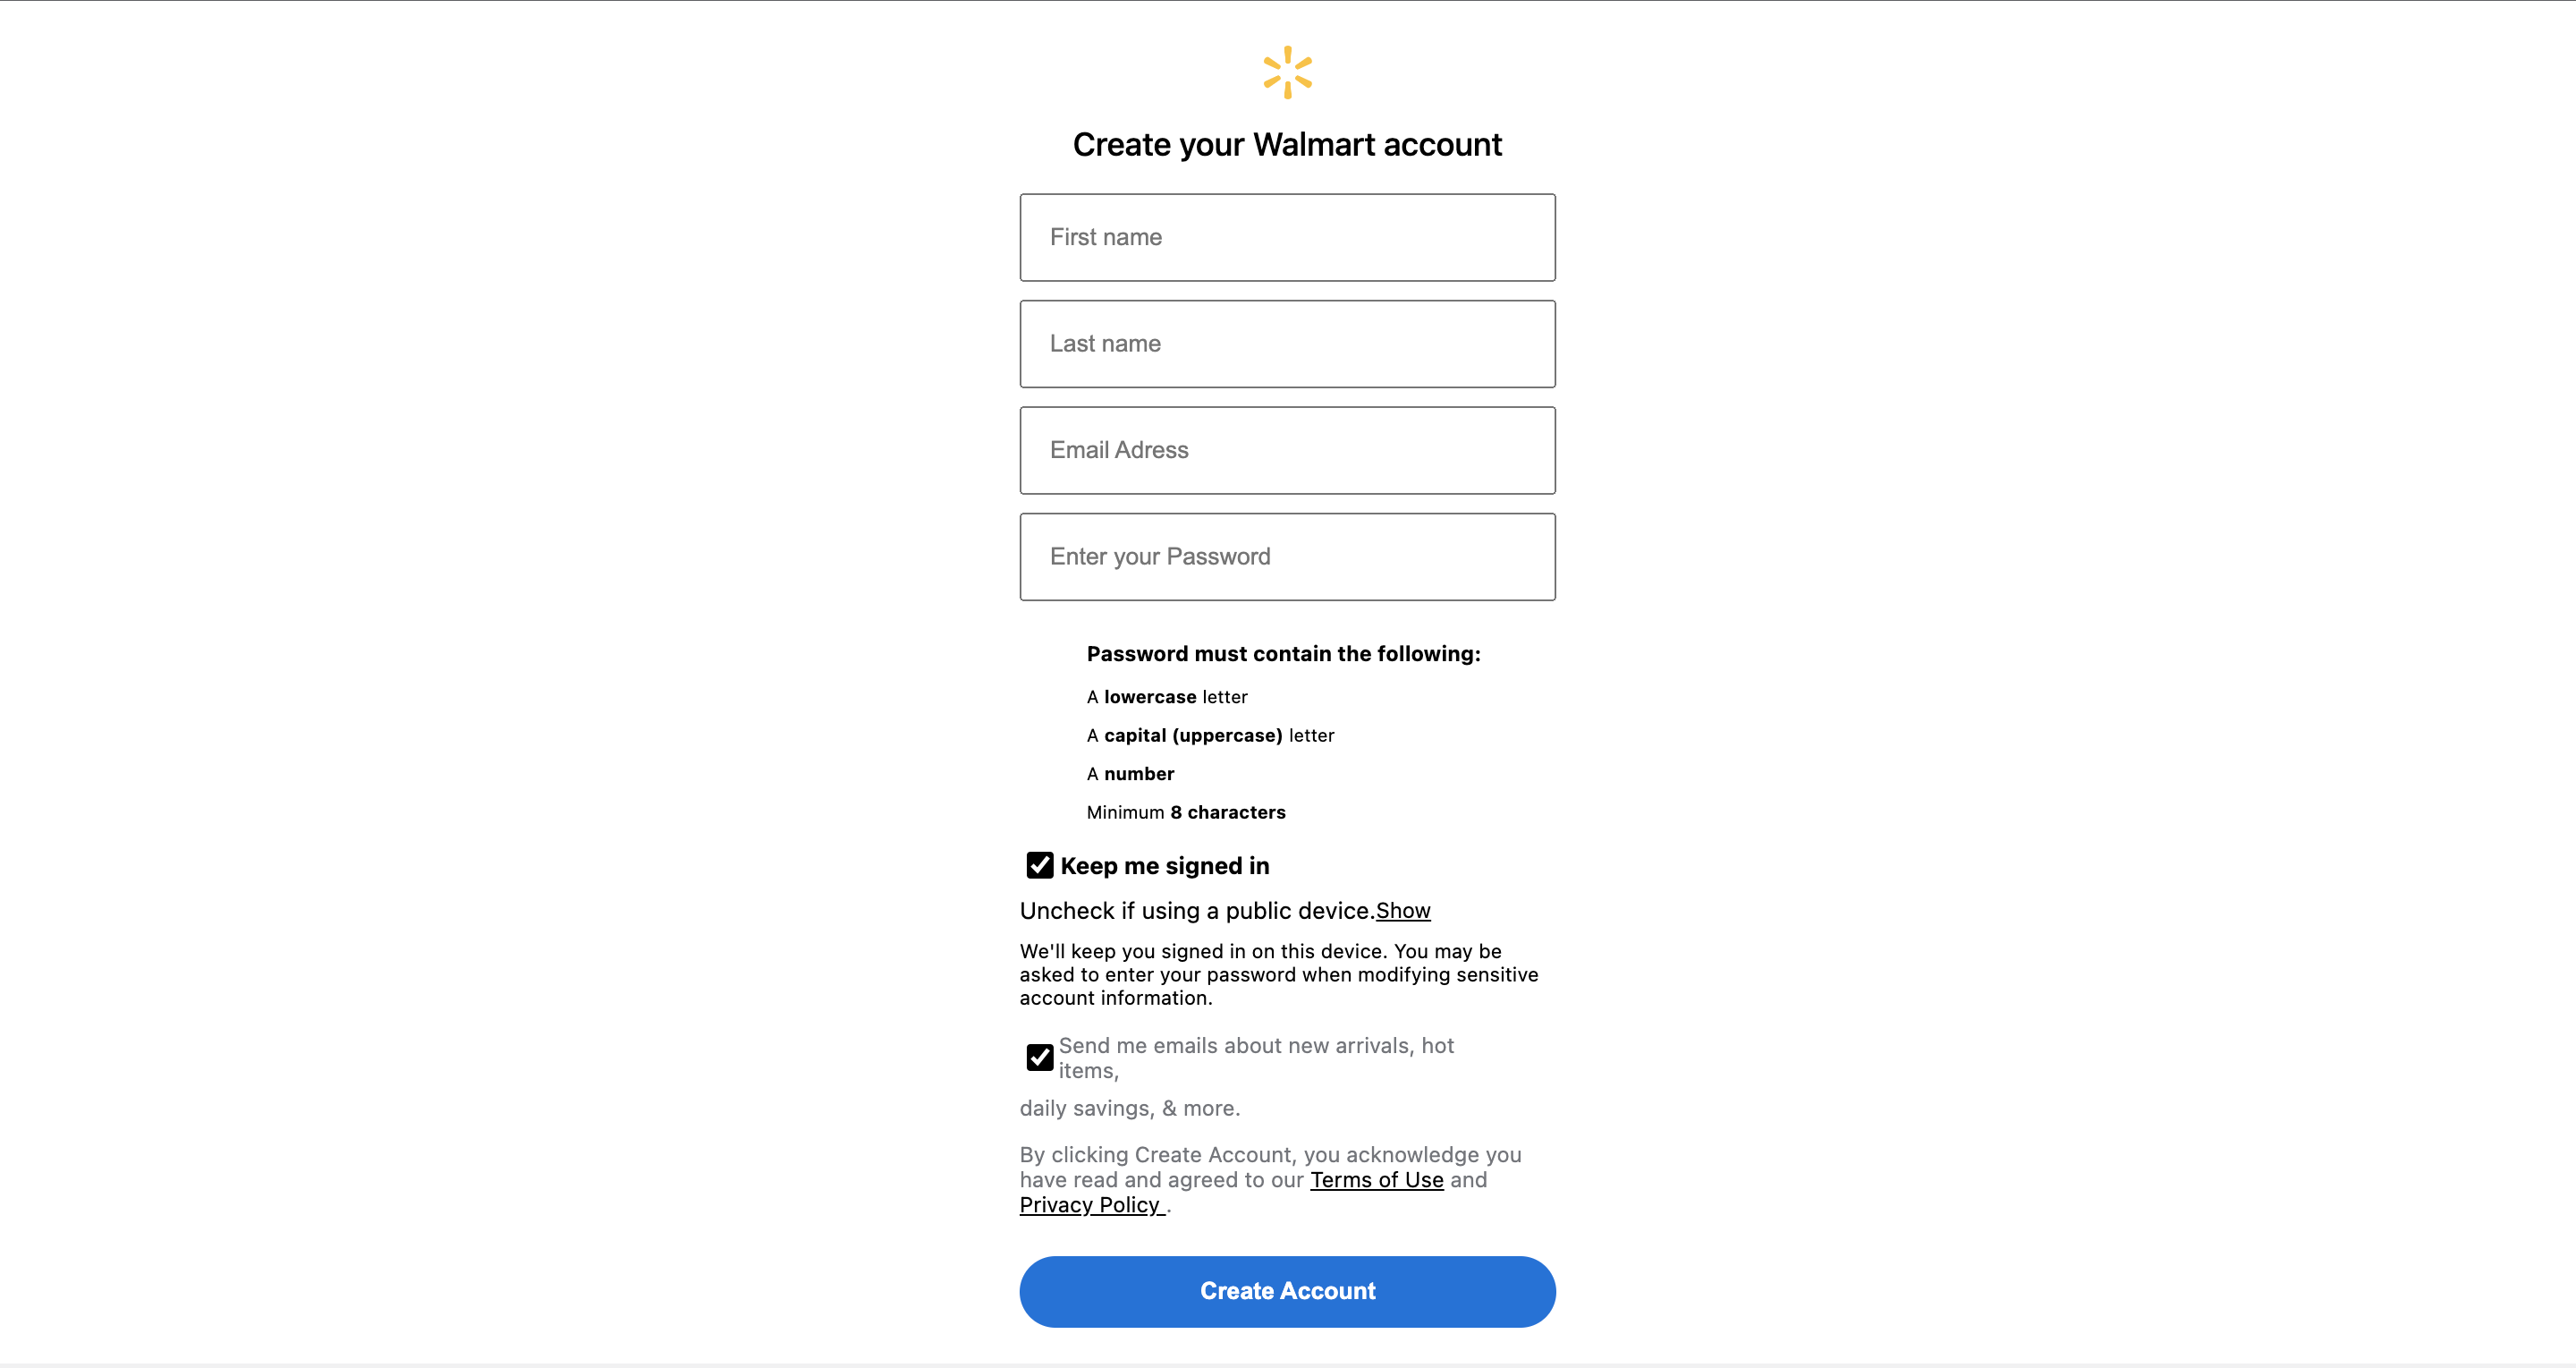 Create your Walmart account
First name
Last name
Email Adress
Enter your Password
Password must contain the following:
A lowercase letter
A capital (uppercase) letter
A number
Minimum 8 characters
Keep me signed in
Uncheck if using a public device.Show
We'll keep you signed in on this device. You may be
asked to enter your password when modifying sensitive
account information.
Send me emails about new arrivals, hot
items,
daily savings, & more.
By clicking Create Account, you acknowledge you
have read and agreed to our Terms of Use and
Privacy Policy .
Create Account